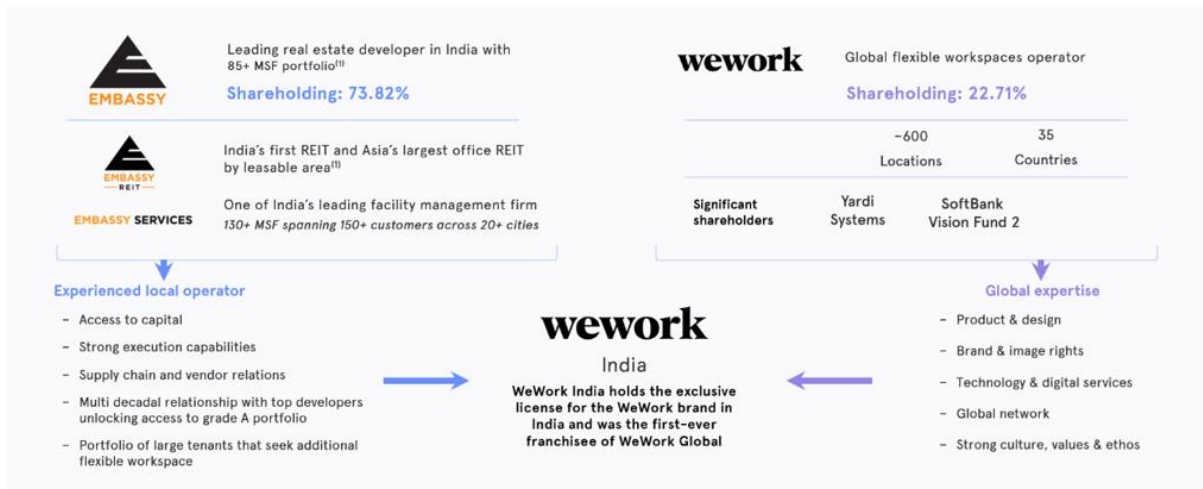 EMBASSY
Leading real estate developer in India with
85+ MSF portfolio(1)
Shareholding: 73.82%
EMBASSY
REIT
India's first REIT and Asia's largest office REIT
by leasable area(1)
EMBASSY SERVICES
One of India's leading facility management firm
130+ MSF spanning 150+ customers across 20+ cities
wework
Global flexible workspaces operator
Shareholding: 22.71%
~600
Locations
35
Countries
Significant
shareholders
Yardi
Systems
SoftBank
Vision Fund 2
Experienced local operator
– Access to capital
– Strong execution capabilities
– Supply chain and vendor relations
– Multi decadal relationship with top developers
unlocking access to grade A portfolio
– Portfolio of large tenants that seek additional
flexible workspace
wework
India
WeWork India holds the exclusive
license for the WeWork brand in
India and was the first-ever
franchisee of WeWork Global
Global expertise
– Product & design
– Brand & image rights
– Technology & digital services
– Global network
– Strong culture, values & ethos